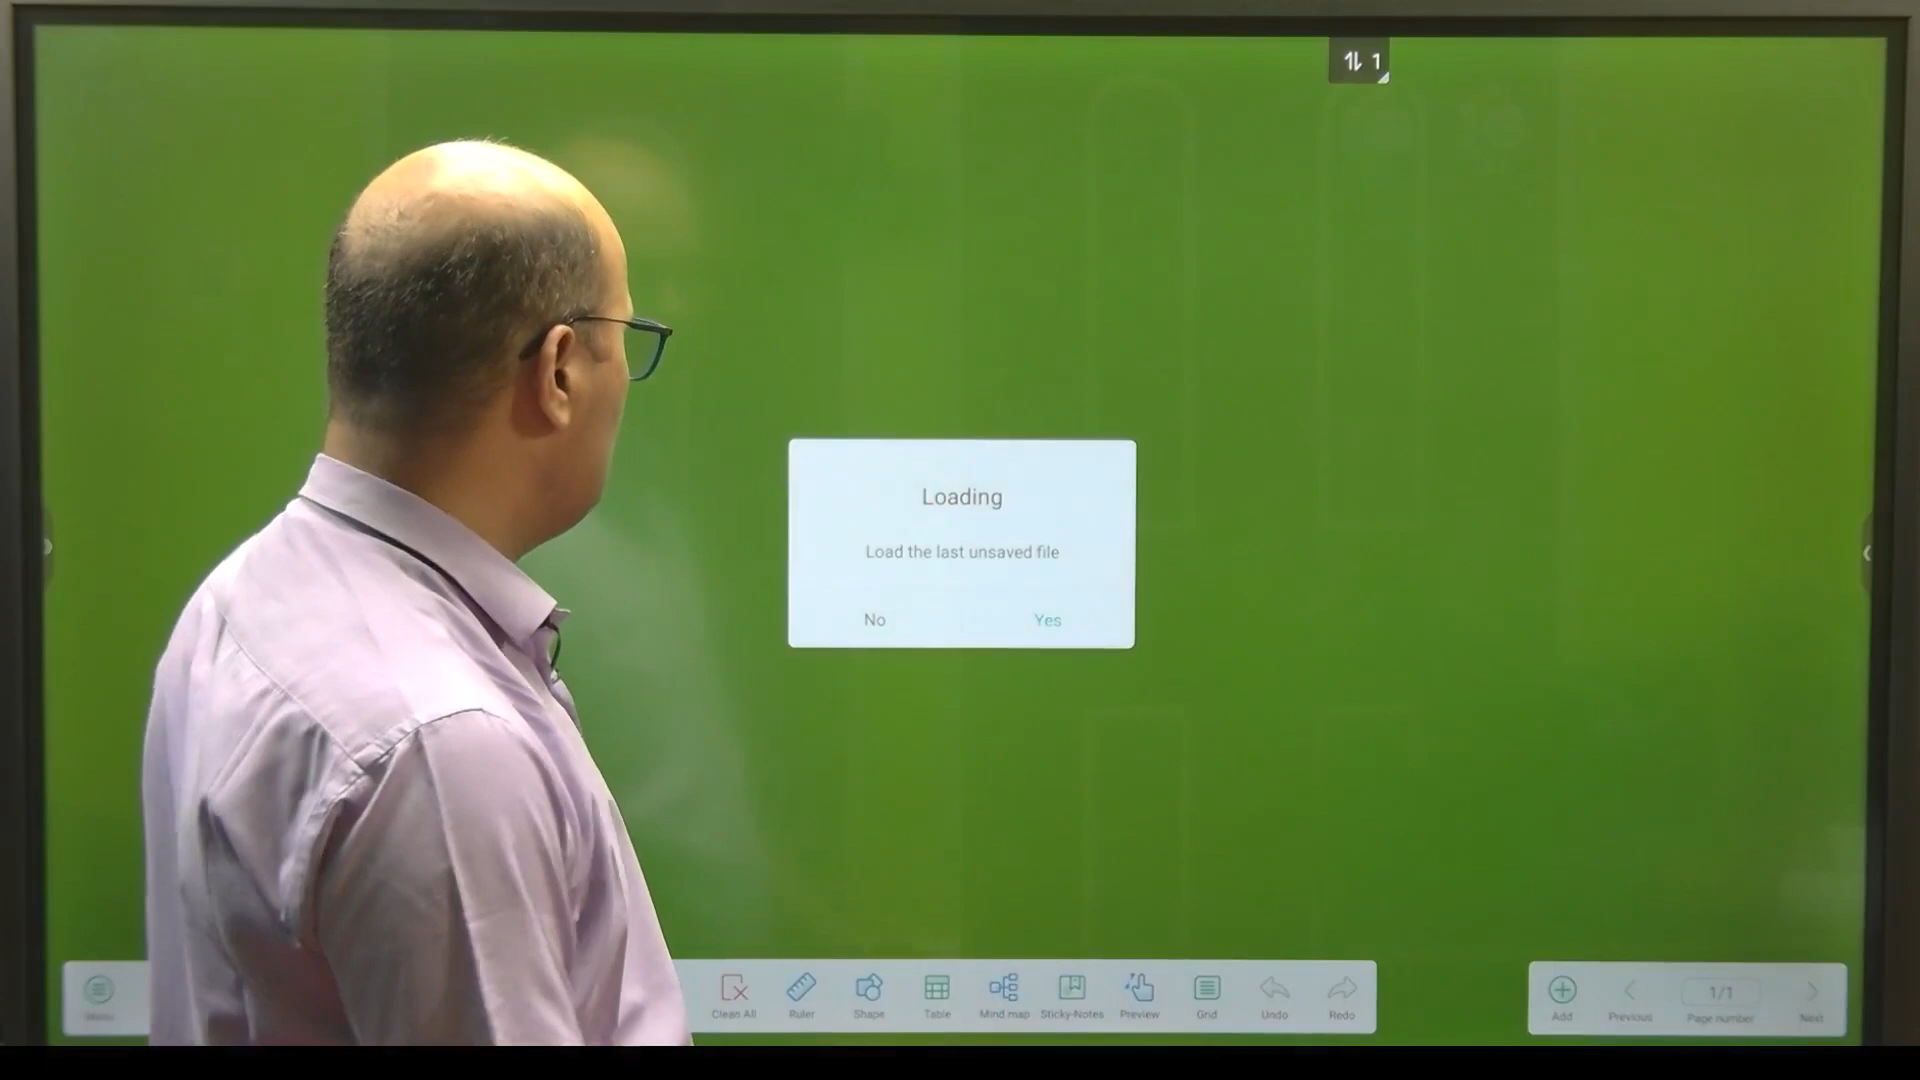 1
Loading
Load the last unsaved file
No Yes
Menu Clean All Ruler Shape Table Mind map Sticky-Notes Preview Grid Undo Redo
1/1
Add Previous Page number Next